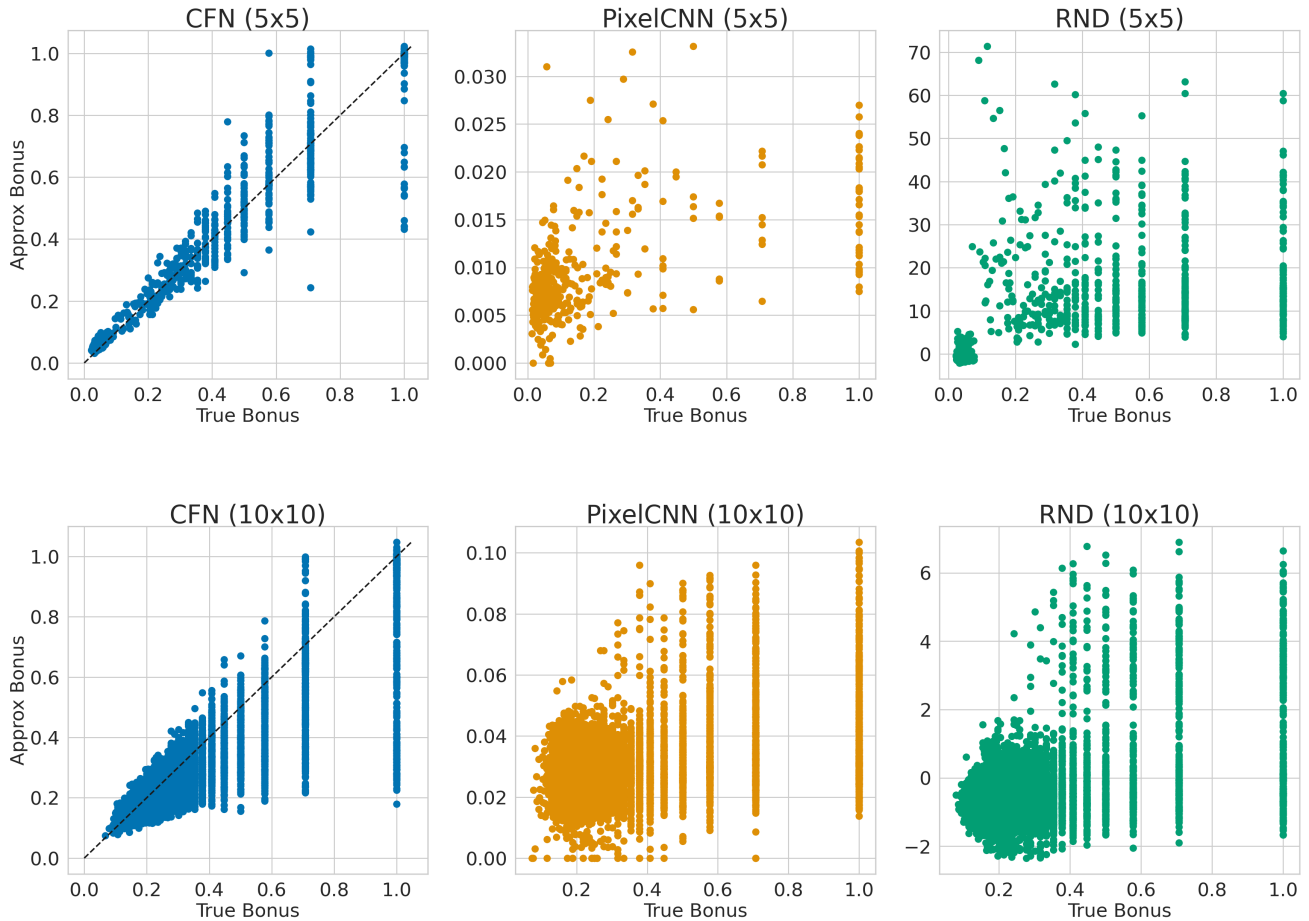 CFN (5x5)
PixelCNN (5x5)
RND (5x5)
Approx Bonus
1.0
0.8
0.6
0.4
0.2
0.0
0.0 0.2 0.4 0.6 0.8 1.0
True Bonus
0.030
0.025
0.020
0.015
0.010
0.005
0.000
0.0 0.2 0.4 0.6 0.8 1.0
True Bonus
70
60
50
40
30
20
10
0
0.0 0.2 0.4 0.6 0.8 1.0
True Bonus
CFN (10x10)
PixelCNN (10x10)
RND (10x10)
Approx Bonus
1.0
0.8
0.6
0.4
0.2
0.0
0.0 0.2 0.4 0.6 0.8 1.0
True Bonus
0.10
0.08
0.06
0.04
0.02
0.00
0.2 0.4 0.6 0.8 1.0
True Bonus
6
4
2
0
−2
0.2 0.4 0.6 0.8 1.0
True Bonus